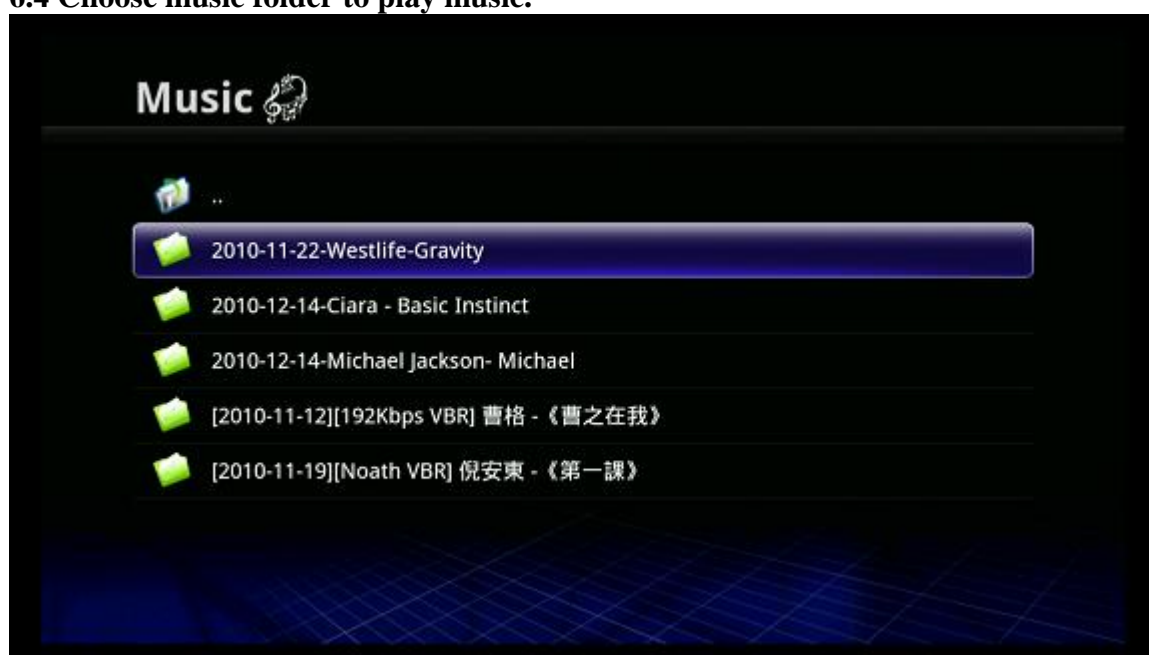 6.4 Choose music folder to play music.
Music
..
2010-11-22-Westlife-Gravity
2010-12-14-Ciara - Basic Instinct
2010-12-14-Michael Jackson- Michael
[2010-11-12][192Kbps VBR] 曹格 -《曹之在我》
[2010-11-19][Noath VBR] 倪安東 -《第一課》